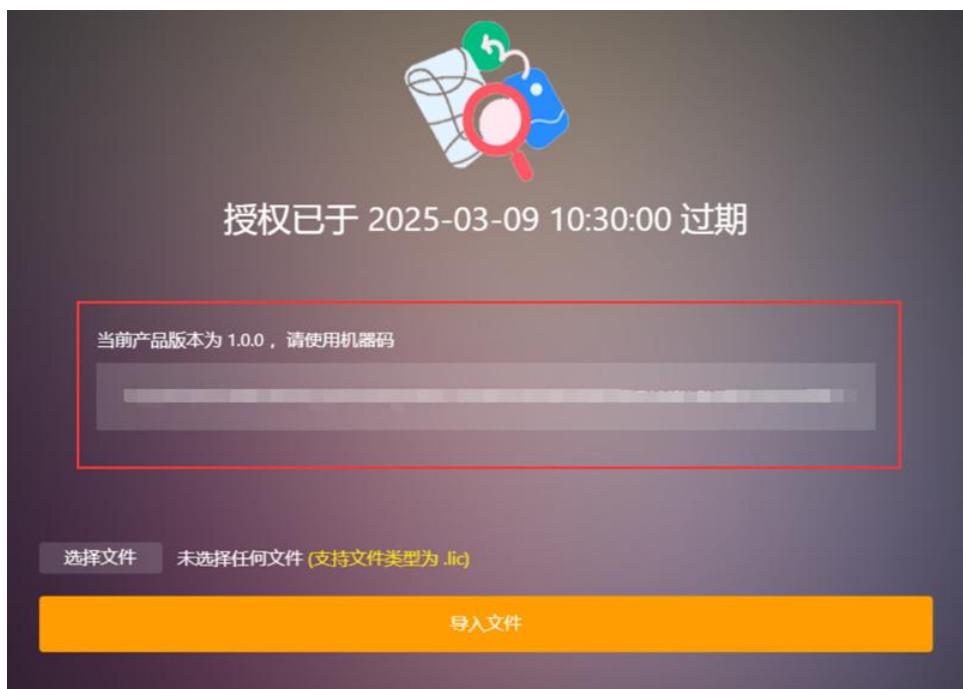 授权已于 2025-03-09 10:30:00 过期
当前产品版本为 1.0.0 ，请使用机器码
选择文件 未选择任何文件 (支持文件类型为 .lic)
导入文件